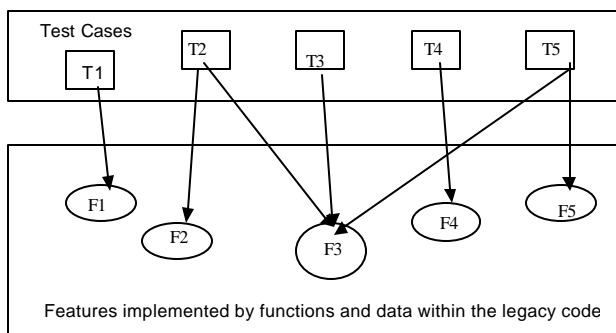 Test Cases
T1
T2
T3
T4
T5
F1
F2
F3
F4
F5
Features implemented by functions and data within the legacy code